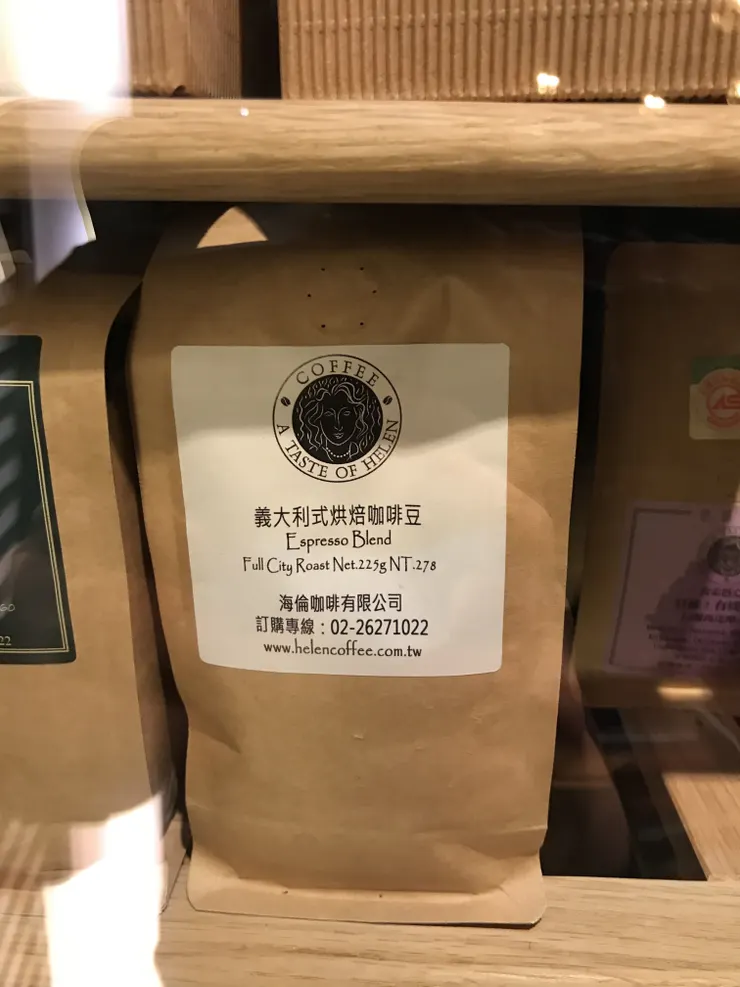 COFFEE
A TASTE OF HELEN
義大利式烘焙咖啡豆
Espresso Blend
Full City Roast Net.225g NT.278
海倫咖啡有限公司
訂購專線：02-26271022
www.helencoffee.com.tw